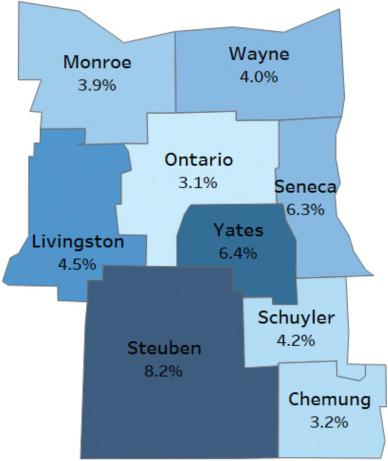 Monroe
3.9%
Wayne
4.0%
Ontario
3.1%
Seneca
6.3%
Livingston
4.5%
Yates
6.4%
Steuben
8.2%
Schuyler
4.2%
Chemung
3.2%